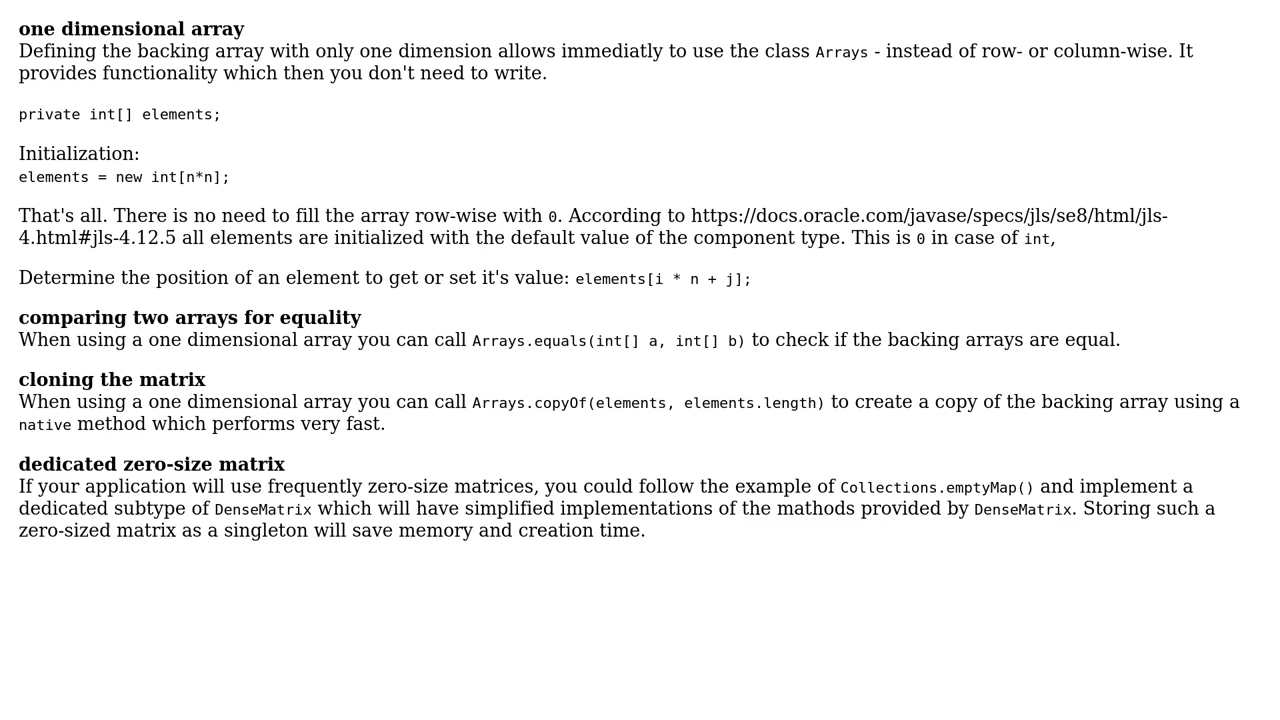 one dimensional array
Defining the backing array with only one dimension allows immediatly to use the class Arrays - instead of row- or column-wise. It
provides functionality which then you don't need to write.
private int[] elements;
Initialization:
elements = new int[n*n];
That's all. There is no need to fill the array row-wise with 0. According to https://docs.oracle.com/javase/specs/jls/se8/html/jls-
4.html#jls-4.12.5 all elements are initialized with the default value of the component type. This is 0 in case of int,
Determine the position of an element to get or set it's value: elements[i * n + j];
comparing two arrays for equality
When using a one dimensional array you can call Arrays.equals(int[] a, int[] b) to check if the backing arrays are equal.
cloning the matrix
When using a one dimensional array you can call Arrays.copyOf(elements, elements.length) to create a copy of the backing array using a
native method which performs very fast.
dedicated zero-size matrix
If your application will use frequently zero-size matrices, you could follow the example of Collections.emptyMap() and implement a
dedicated subtype of DenseMatrix which will have simplified implementations of the mathods provided by DenseMatrix. Storing such a
zero-sized matrix as a singleton will save memory and creation time.